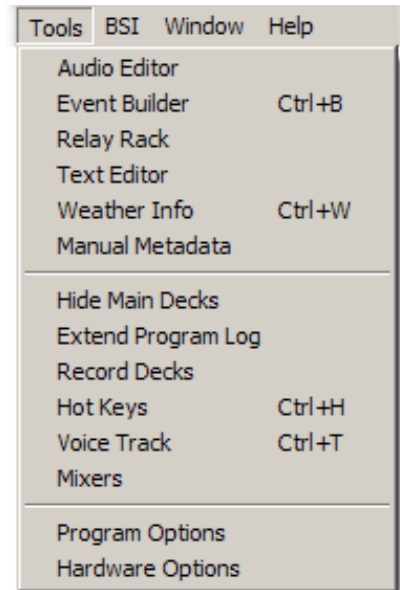 Tools BSI Window Help
Audio Editor
Event Builder Ctrl+B
Relay Rack
Text Editor
Weather Info Ctrl+W
Manual Metadata
Hide Main Decks
Extend Program Log
Record Decks
Hot Keys Ctrl+H
Voice Track Ctrl+T
Mixers
Program Options
Hardware Options